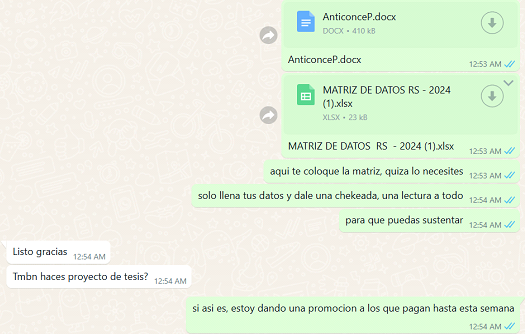 AnticonceP.docx
DOCX • 410 kB
AnticonceP.docx
12:53 AM
MATRIZ DE DATOS RS - 2024
(1).xlsx
XLSX • 23 kB
MATRIZ DE DATOS  RS  - 2024 (1).xlsx
12:53 AM
aqui te coloque la matriz, quiza lo necesites
12:53 AM
solo llena tus datos y dale una chekeada, una lectura a todo
12:54 AM
para que puedas sustentar
12:54 AM
Listo gracias
12:54 AM
Tmbn haces proyecto de tesis?
12:54 AM
si asi es, estoy dando una promocion a los que pagan hasta esta semana
12:54 AM